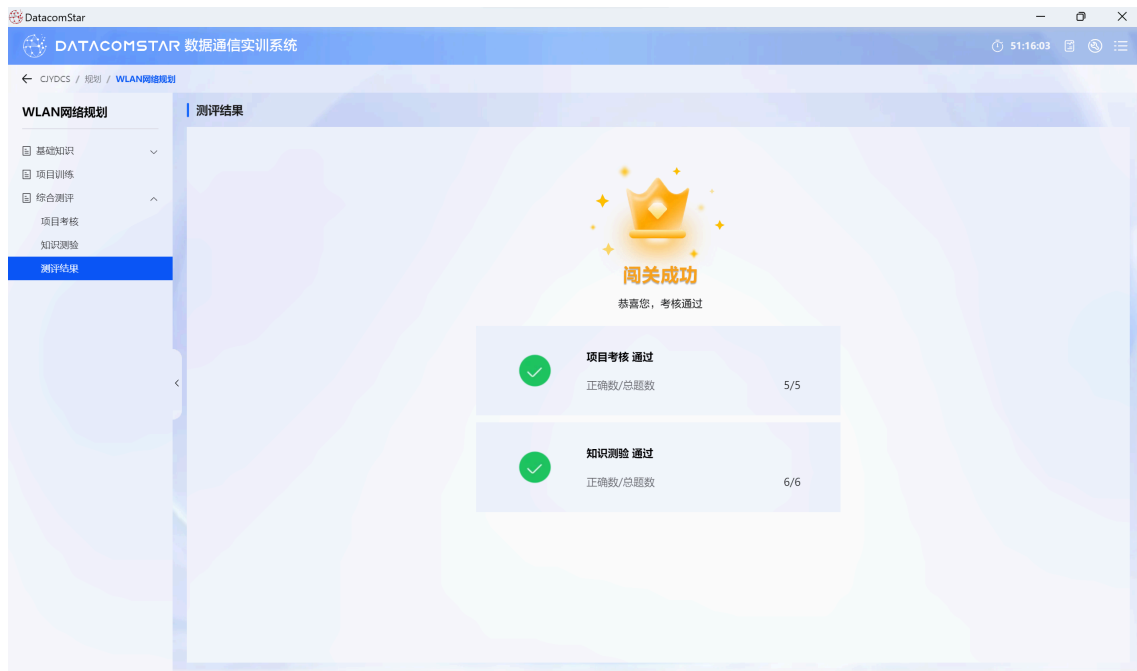 DatacomStar
DATACOMSTAR 数据通信实训系统
51:16:03
CJYDCS / 规划 / WLAN网络规划
WLAN网络规划
基础知识
项目训练
综合测评
项目考核
知识测验
测评结果
测评结果
闯关成功
恭喜您，考核通过
项目考核 通过
正确数/总题数 5/5
知识测验 通过
正确数/总题数 6/6